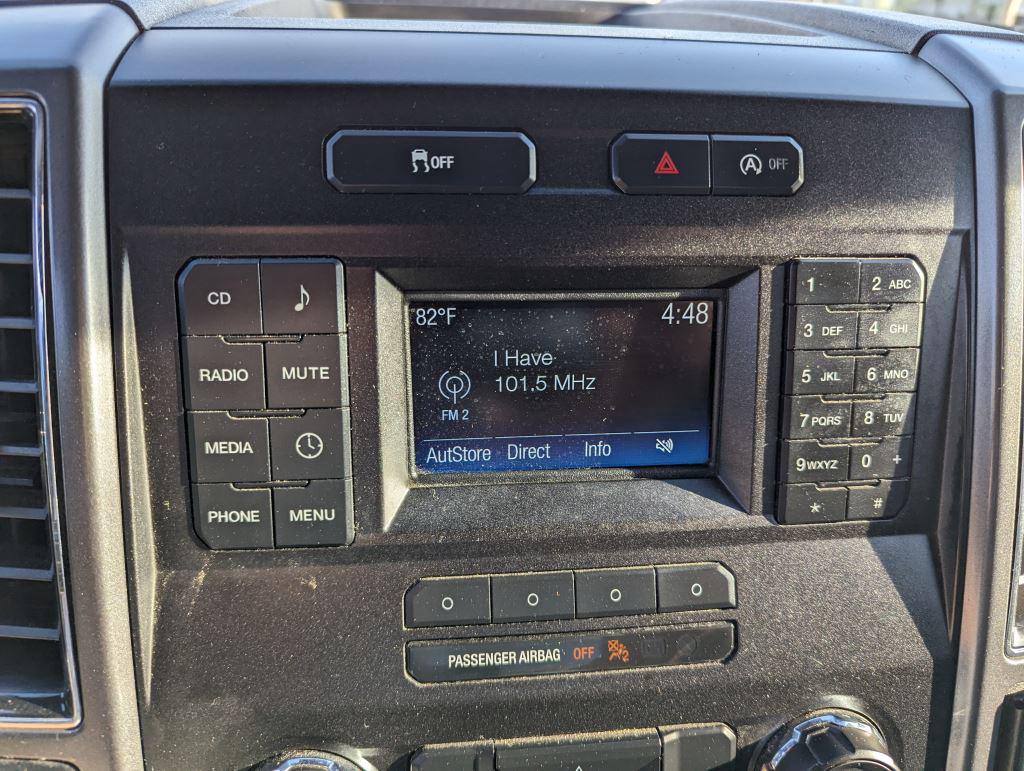 OFF
OFF
CD
RADIO
MUTE
MEDIA
PHONE
MENU
82°F
4:48
I Have
101.5 MHz
FM 2
AutStore Direct Info
1
2 ABC
3 DEF
4 GHI
5 JKL
6 MNO
7 PQRS
8 TUV
9 WXYZ
0 +
*
#
PASSENGER AIRBAG OFF
2